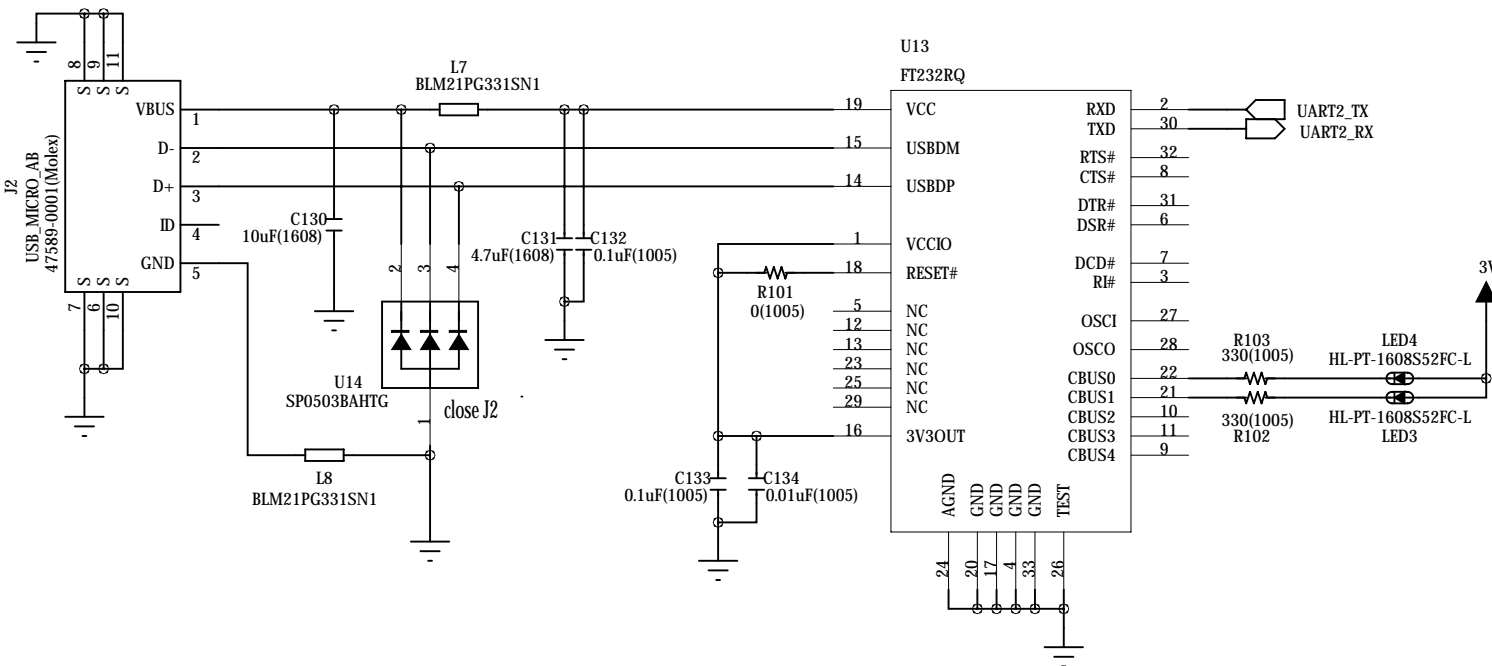 8
9
11
S
S
S
J2
USB_MICRO_AB
47589-0001(Molex)
VBUS
1
D-
2
D+
3
ID
4
GND
5
S
S
S
7
6
10
L7
BLM21PG331SN1
C130
10uF(1608)
C131
4.7uF(1608)
C132
0.1uF(1005)
2
3
4
U14
SP0503BAHTG
close J2
1
L8
BLM21PG331SN1
U13
FT232RQ
19 VCC
15 USBDM
14 USBDP
1 VCCIO
18 RESET#
R101
0(1005)
5 NC
12 NC
13 NC
23 NC
25 NC
29 NC
16 3V3OUT
C133
0.1uF(1005)
C134
0.01uF(1005)
AGND
GND
GND
GND
GND
TEST
24
20
17
4
33
26
RXD 2
TXD 30
RTS# 32
CTS# 8
DTR# 31
DSR# 6
DCD# 7
RI# 3
OSCI 27
OSCO 28
CBUS0 22
CBUS1 21
CBUS2 10
CBUS3 11
CBUS4 9
UART2_TX
UART2_RX
R103
330(1005)
330(1005)
R102
LED4
HL-PT-1608S52FC-L
HL-PT-1608S52FC-L
LED3